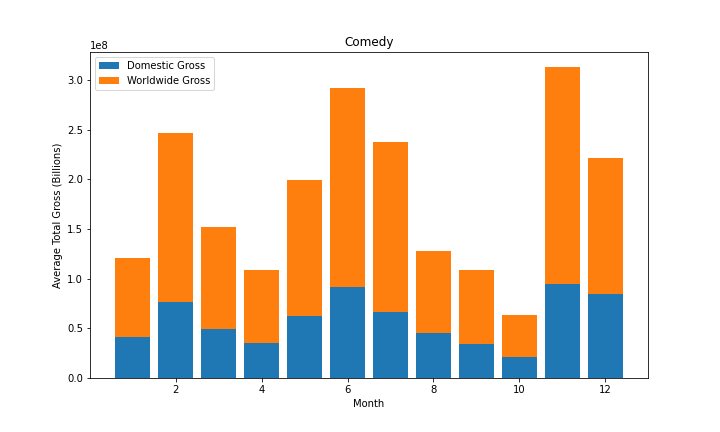 Comedy
1e8
Domestic Gross
Worldwide Gross
Average Total Gross (Billions)
3.0
2.5
2.0
1.5
1.0
0.5
0.0
2 4 6 8 10 12
Month